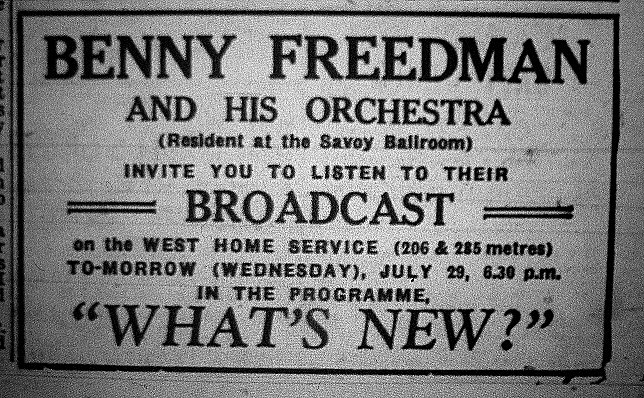 BENNY FREEDMAN
AND HIS ORCHESTRA
(Resident at the Savoy Ballroom)
INVITE YOU TO LISTEN TO THEIR
BROADCAST
on the WEST HOME SERVICE (206 & 285 metres)
TO-MORROW (WEDNESDAY), JULY 29, 6.30 p.m.
IN THE PROGRAMME,
“WHAT’S NEW?”